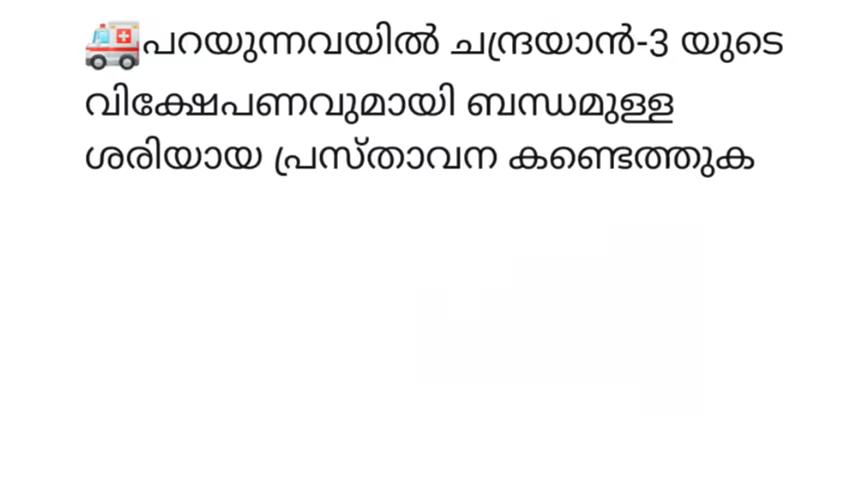 🚑പറയുന്നവയിൽ ചന്ദ്രയാൻ-3 യുടെ
വിക്ഷേപണവുമായി ബന്ധമുള്ള
ശരിയായ പ്രസ്താവന കണ്ടെത്തുക